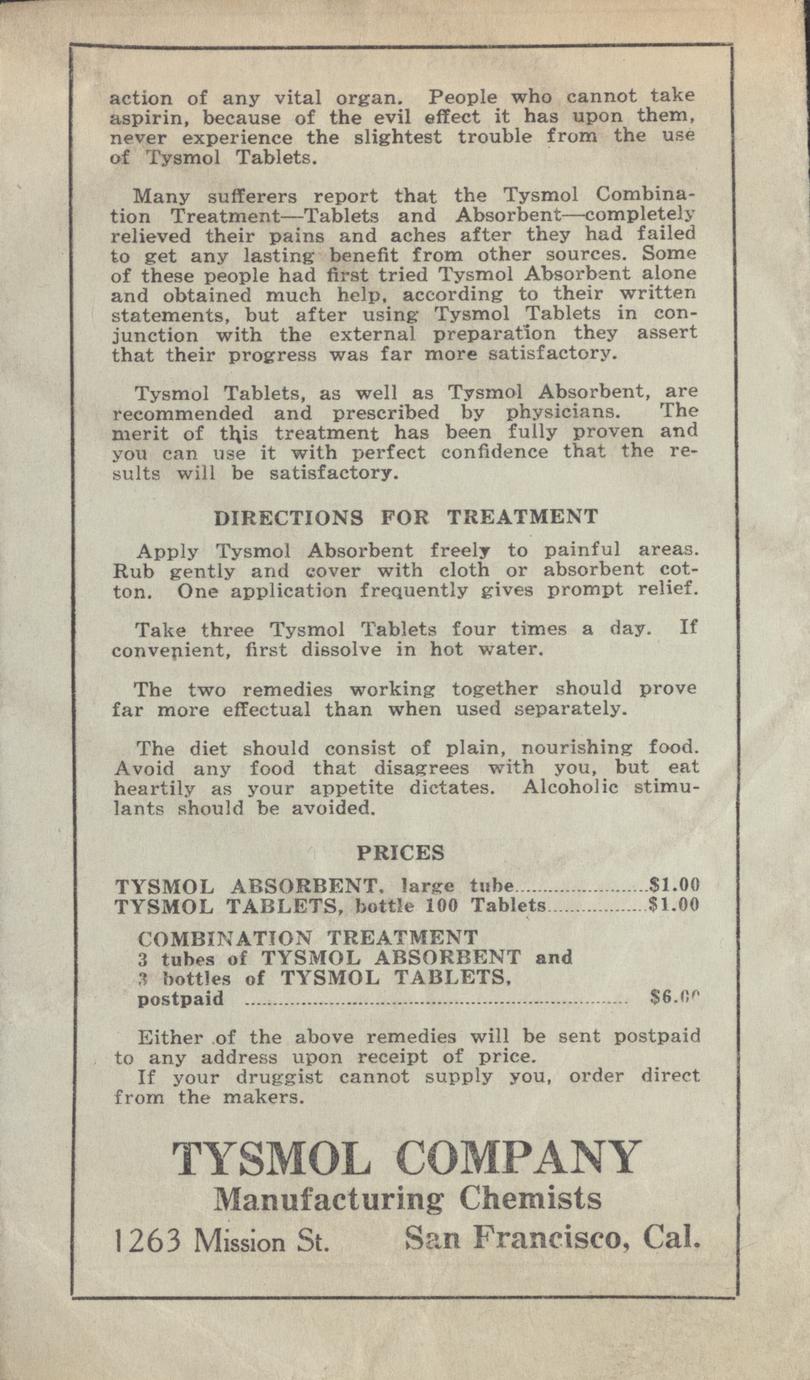 action of any vital organ. People who cannot take
aspirin, because of the evil effect it has upon them,
never experience the slightest trouble from the use
of Tysmol Tablets.
Many sufferers report that the Tysmol Combina-
tion Treatment—Tablets and Absorbent—completely
relieved their pains and aches after they had failed
to get any lasting benefit from other sources. Some
of these people had first tried Tysmol Absorbent alone
and obtained much help, according to their written
statements, but after using Tysmol Tablets in con-
junction with the external preparation they assert
that their progress was far more satisfactory.
Tysmol Tablets, as well as Tysmol Absorbent, are
recommended and prescribed by physicians. The
merit of this treatment has been fully proven and
you can use it with perfect confidence that the re-
sults will be satisfactory.
DIRECTIONS FOR TREATMENT
Apply Tysmol Absorbent freely to painful areas.
Rub gently and cover with cloth or absorbent cot-
ton. One application frequently gives prompt relief.
Take three Tysmol Tablets four times a day. If
convenient, first dissolve in hot water.
The two remedies working together should prove
far more effectual than when used separately.
The diet should consist of plain, nourishing food.
Avoid any food that disagrees with you, but eat
heartily as your appetite dictates. Alcoholic stimu-
lants should be avoided.
PRICES
TYSMOL ABSORBENT, large tube......................$1.00
TYSMOL TABLETS, bottle 100 Tablets................$1.00
COMBINATION TREATMENT
3 tubes of TYSMOL ABSORBENT and
3 bottles of TYSMOL TABLETS,
postpaid ................................................................ $6.00
Either of the above remedies will be sent postpaid
to any address upon receipt of price.
If your druggist cannot supply you, order direct
from the makers.
TYSMOL COMPANY
Manufacturing Chemists
1263 Mission St. San Francisco, Cal.